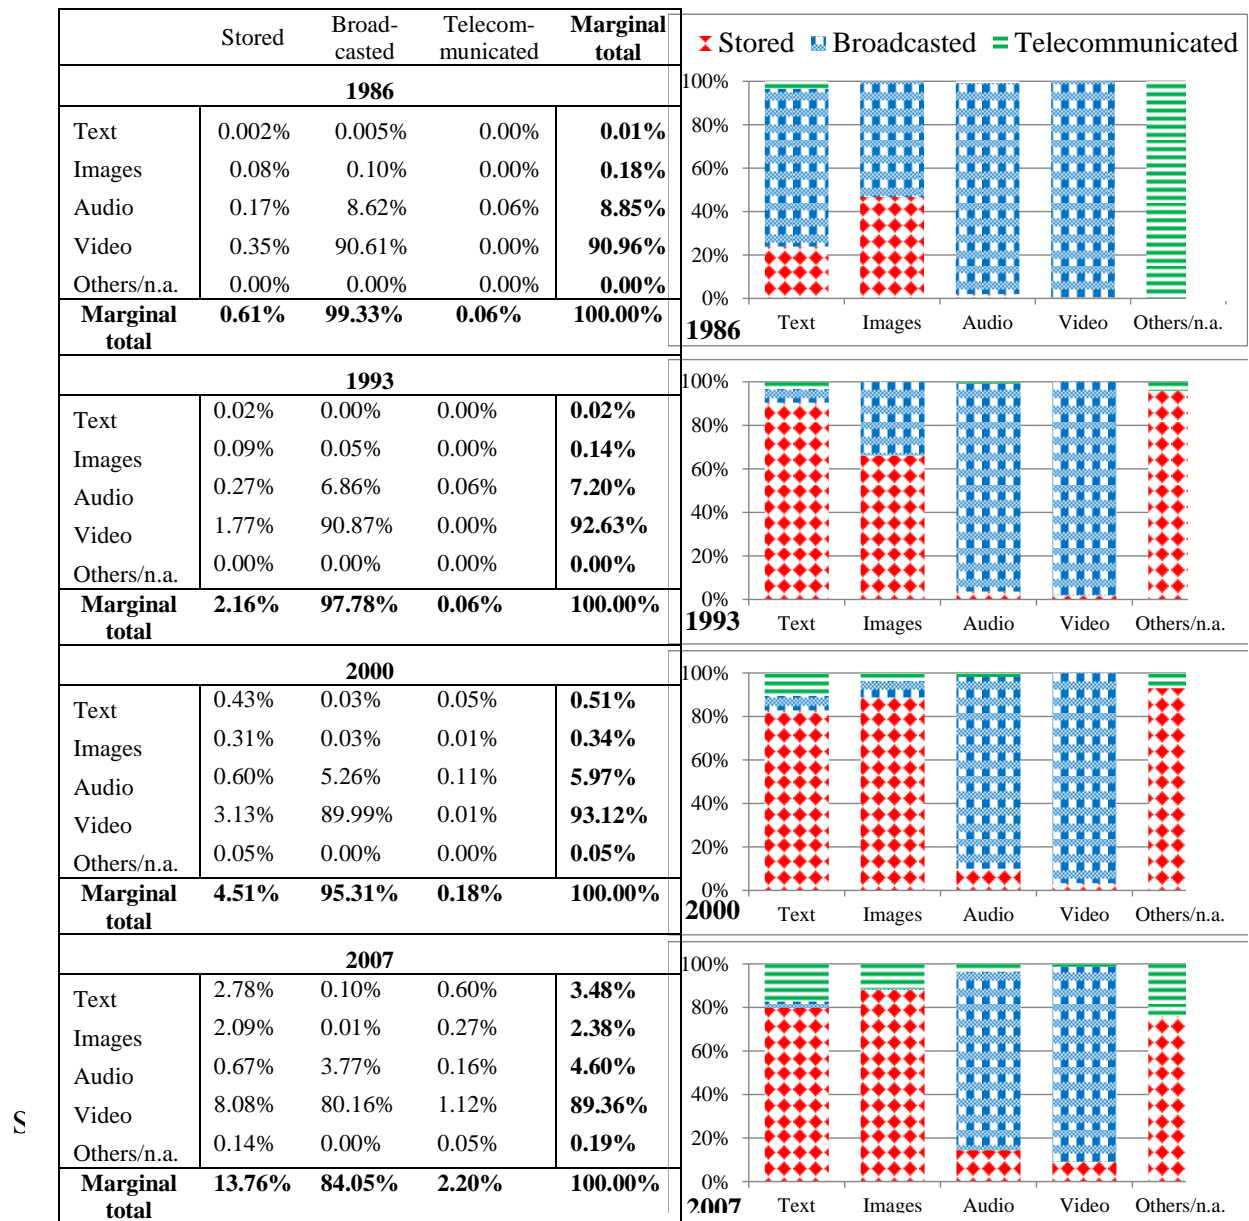 Stored Broad- Telecom- Marginal
casted municated total
1986
Text 0.002% 0.005% 0.00% 0.01%
Images 0.08% 0.10% 0.00% 0.18%
Audio 0.17% 8.62% 0.06% 8.85%
Video 0.35% 90.61% 0.00% 90.96%
Others/n.a. 0.00% 0.00% 0.00% 0.00%
Marginal 0.61% 99.33% 0.06% 100.00%
total
1993
Text 0.02% 0.00% 0.00% 0.02%
Images 0.09% 0.05% 0.00% 0.14%
Audio 0.27% 6.86% 0.06% 7.20%
Video 1.77% 90.87% 0.00% 92.63%
Others/n.a. 0.00% 0.00% 0.00% 0.00%
Marginal 2.16% 97.78% 0.06% 100.00%
total
2000
Text 0.43% 0.03% 0.05% 0.51%
Images 0.31% 0.03% 0.01% 0.34%
Audio 0.60% 5.26% 0.11% 5.97%
Video 3.13% 89.99% 0.01% 93.12%
Others/n.a. 0.05% 0.00% 0.00% 0.05%
Marginal 4.51% 95.31% 0.18% 100.00%
total
2007
Text 2.78% 0.10% 0.60% 3.48%
Images 2.09% 0.01% 0.27% 2.38%
Audio 0.67% 3.77% 0.16% 4.60%
Video 8.08% 80.16% 1.12% 89.36%
Others/n.a. 0.14% 0.00% 0.05% 0.19%
Marginal 13.76% 84.05% 2.20% 100.00%
total
Stored Broadcasted Telecommunicated
100%
80%
60%
40%
20%
0%
1986 Text Images Audio Video Others/n.a.
100%
80%
60%
40%
20%
0%
1993 Text Images Audio Video Others/n.a.
100%
80%
60%
40%
20%
0%
2000 Text Images Audio Video Others/n.a.
100%
80%
60%
40%
20%
0%
2007 Text Images Audio Video Others/n.a.